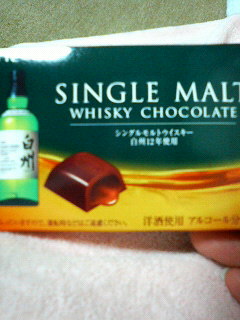 SINGLE MALT
WHISKY CHOCOLATE
シングルモルトウイスキー
白州12年使用
白州
洋酒使用 アルコール分